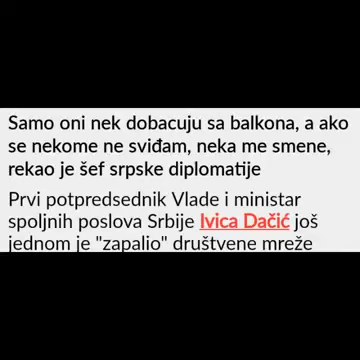 Samo oni nek dobacuju sa balkona, a ako
se nekome ne sviđam, neka me smene,
rekao je šef srpske diplomatije
Prvi potpredsednik Vlade i ministar
spoljnih poslova Srbije Ivica Dačić još
jednom je "zapalio" društvene mreže